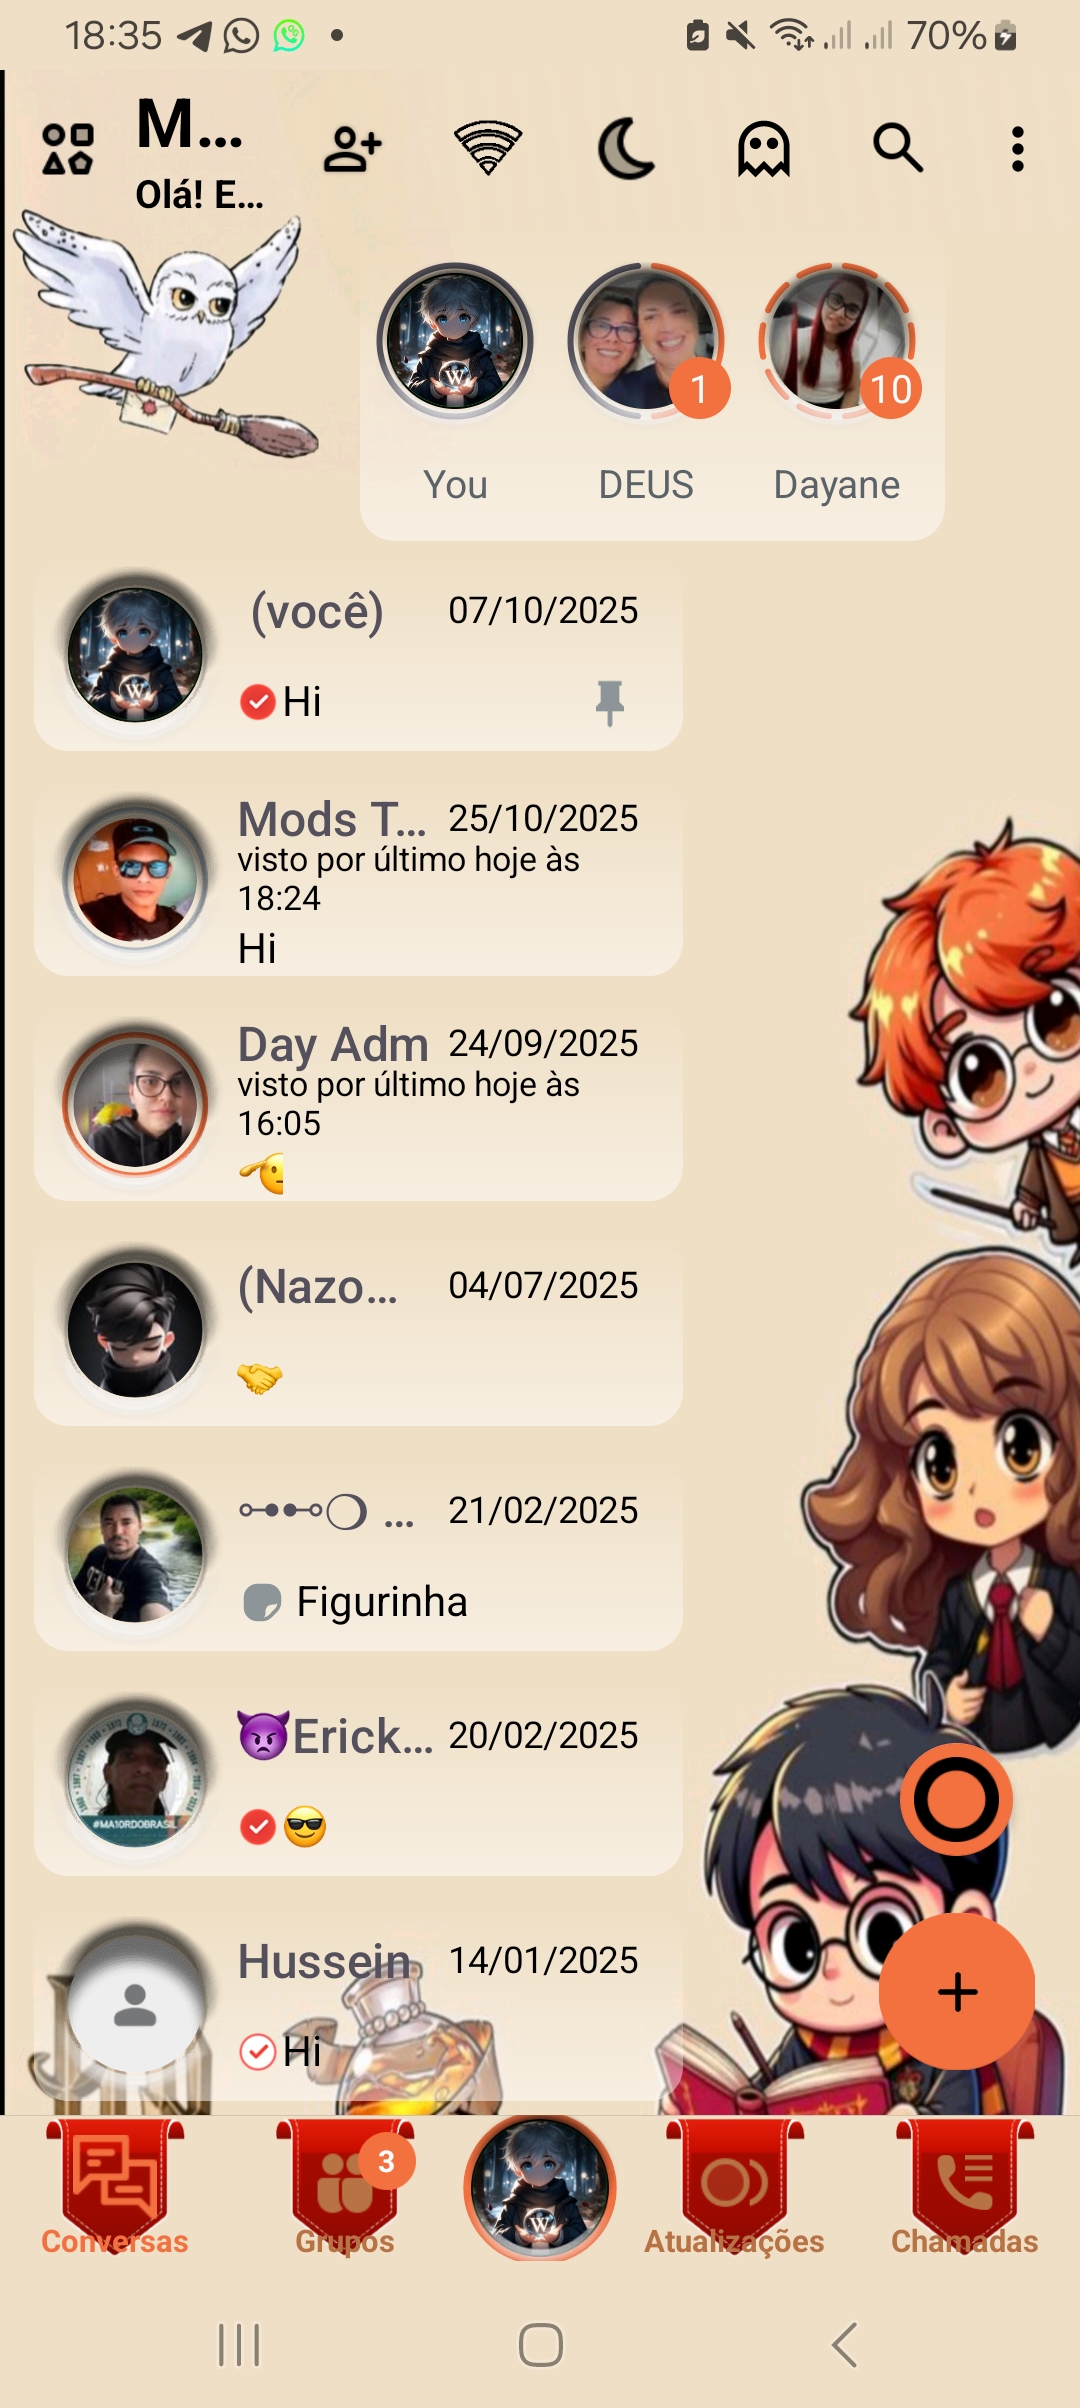 18:35
70%
M...
Olá! E...
W
1
10
You
DEUS
Dayane
(você)
07/10/2025
W
Hi
Mods T...
25/10/2025
visto por último hoje às
18:24
Hi
Day Adm
24/09/2025
visto por último hoje às
16:05
(Nazo...
04/07/2025
🤝
...
21/02/2025
Figurinha
😈Erick...
20/02/2025
#MA10RDOBRASIL
😎
Hussein
14/01/2025
Hi
3
W
Conversas
Grupos
Atualizações
Chamadas